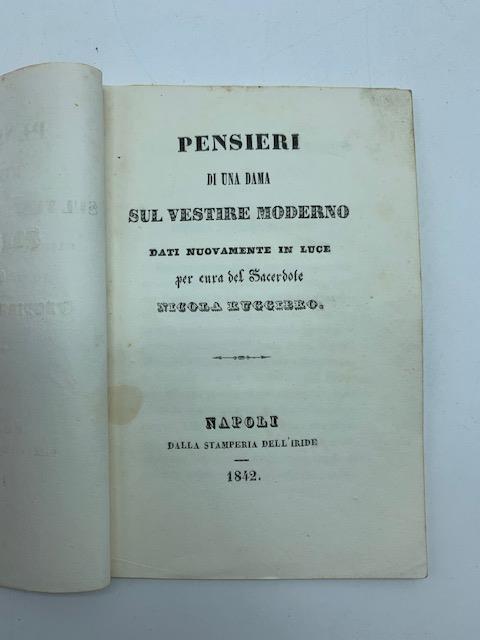 PENSIERI
DI UNA DAMA
SUL VESTIRE MODERNO
DATI NUOVAMENTE IN LUCE
per cura del Sacerdote
NICOLA RUGGIERO.
NAPOLI
DALLA STAMPERIA DELL'IRIDE
1842.